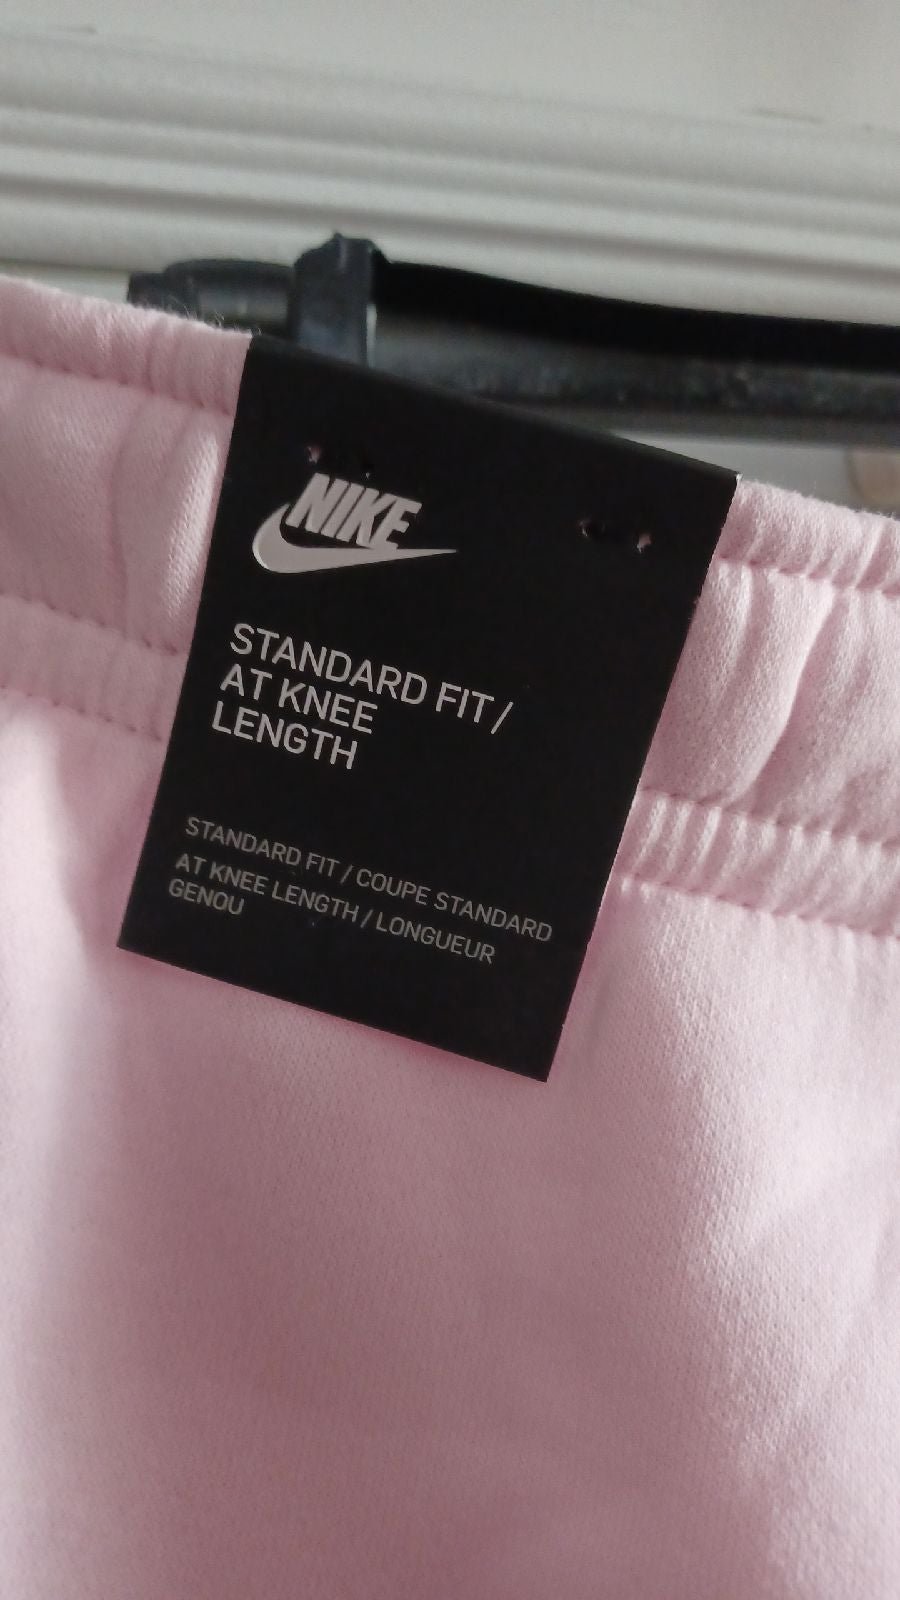 NIKE
STANDARD FIT/
AT KNEE
LENGTH
STANDARD FIT / COUPE STANDARD
AT KNEE LENGTH / LONGUEUR
GENOU